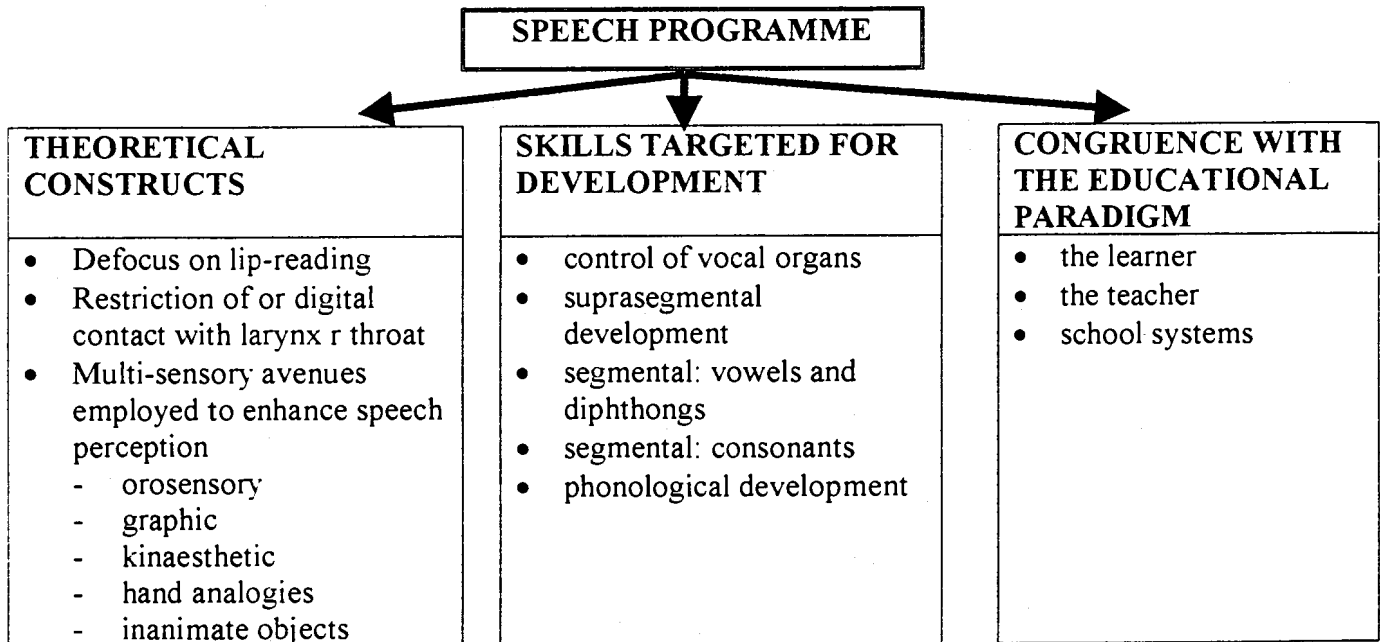 SPEECH PROGRAMME
THEORETICAL
CONSTRUCTS
• Defocus on lip-reading
• Restriction of or digital
contact with larynx r throat
• Multi-sensory avenues
employed to enhance speech
perception
- orosensory
- graphic
- kinaesthetic
- hand analogies
- inanimate objects
SKILLS TARGETED FOR
DEVELOPMENT
• control of vocal organs
• suprasegmental
development
• segmental: vowels and
diphthongs
• segmental: consonants
• phonological development
CONGRUENCE WITH
THE EDUCATIONAL
PARADIGM
• the learner
• the teacher
• school systems